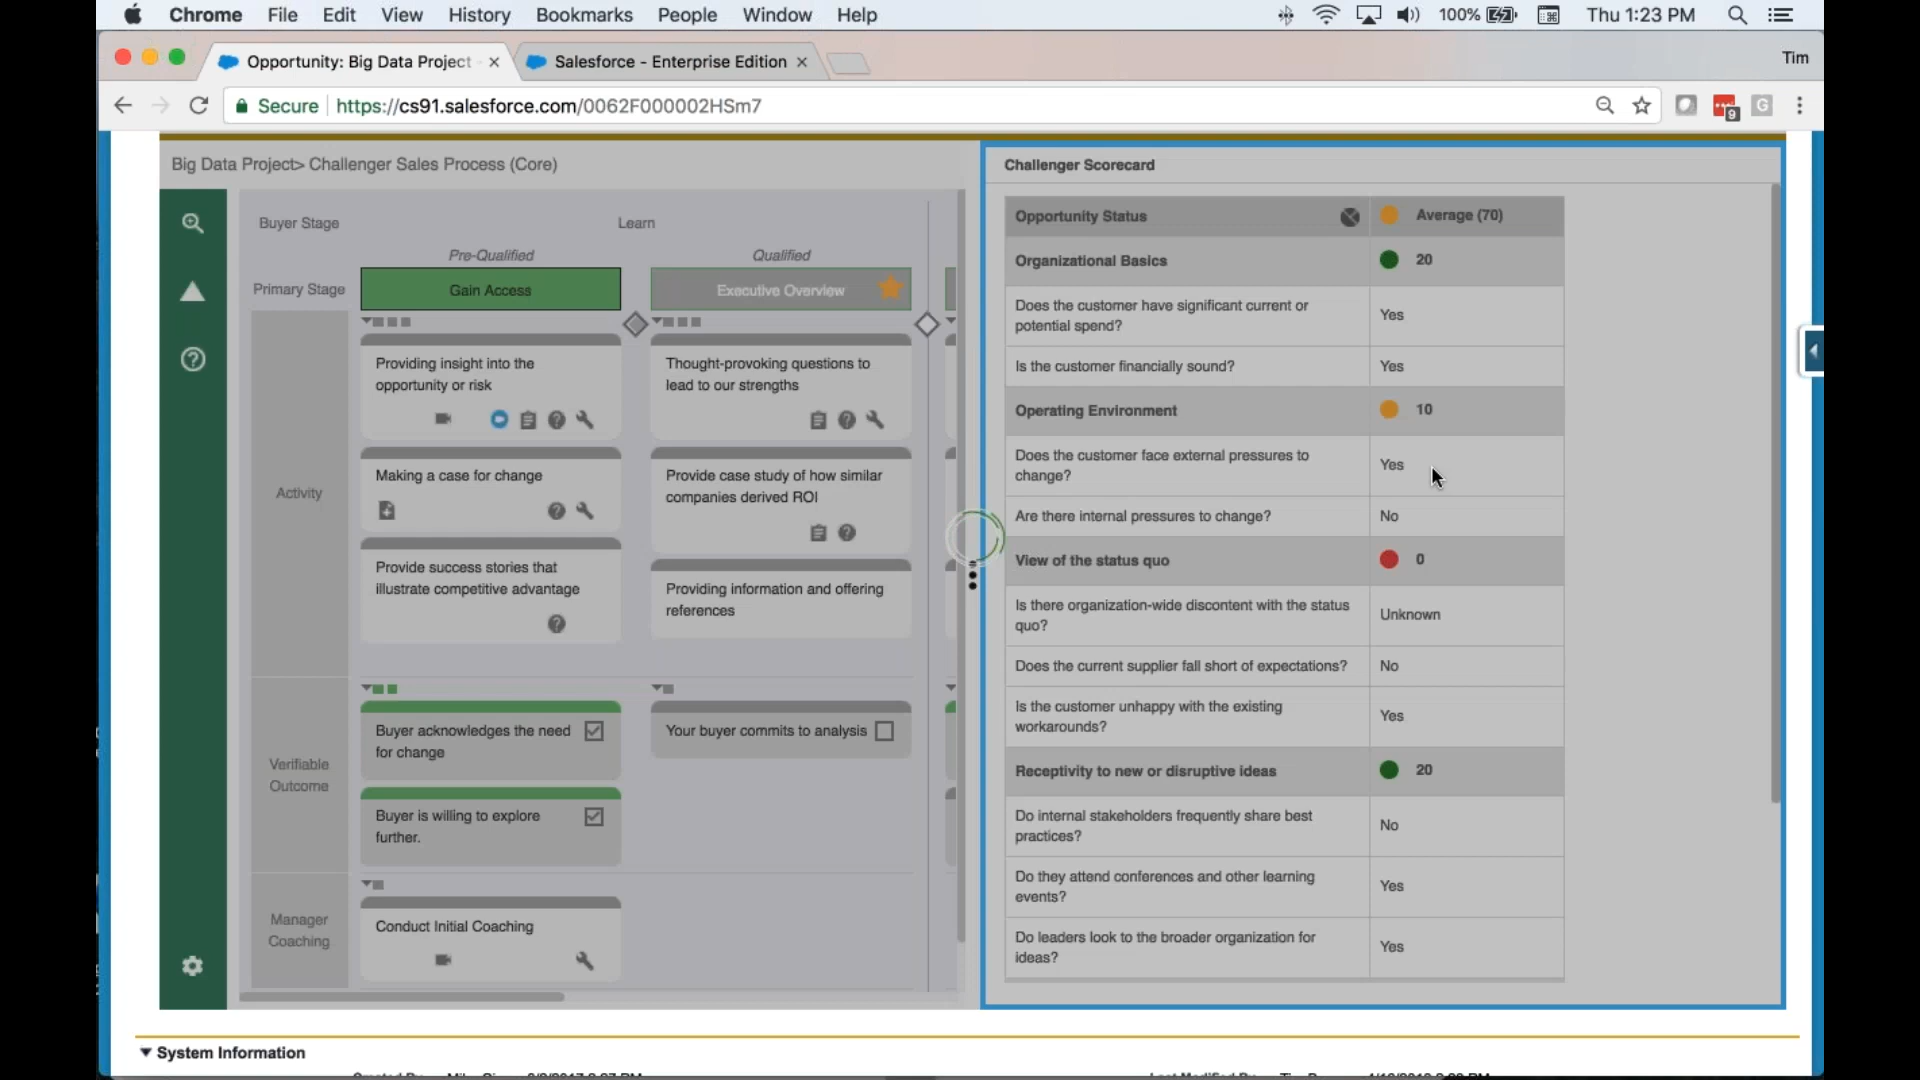 Chrome File Edit View History Bookmarks People Window Help 100% Thu 1:23 PM
Opportunity: Big Data Project - Salesforce - Enterprise Edition Tim
Secure https://cs91.salesforce.com/0062F000002HSm7 9 G
Big Data Project> Challenger Sales Process (Core)
Buyer Stage Learn
Pre-Qualified Qualified
Primary Stage Gain Access Executive Overview
Activity
Providing insight into the
opportunity or risk
Thought-provoking questions to
lead to our strengths
Making a case for change
Provide case study of how similar
companies derived ROI
Provide success stories that
illustrate competitive advantage
Providing information and offering
references
Verifiable
Outcome
Buyer acknowledges the need
for change
Your buyer commits to analysis
Buyer is willing to explore
further.
Manager
Coaching
Conduct Initial Coaching
Challenger Scorecard
Opportunity Status Average (70)
Organizational Basics 20
Does the customer have significant current or
potential spend?
Yes
Is the customer financially sound? Yes
Operating Environment 10
Does the customer face external pressures to
change?
Yes
Are there internal pressures to change? No
View of the status quo 0
Is there organization-wide discontent with the status
quo?
Unknown
Does the current supplier fall short of expectations? No
Is the customer unhappy with the existing
workarounds?
Yes
Receptivity to new or disruptive ideas 20
Do internal stakeholders frequently share best
practices?
No
Do they attend conferences and other learning
events?
Yes
Do leaders look to the broader organization for
ideas?
Yes
System Information